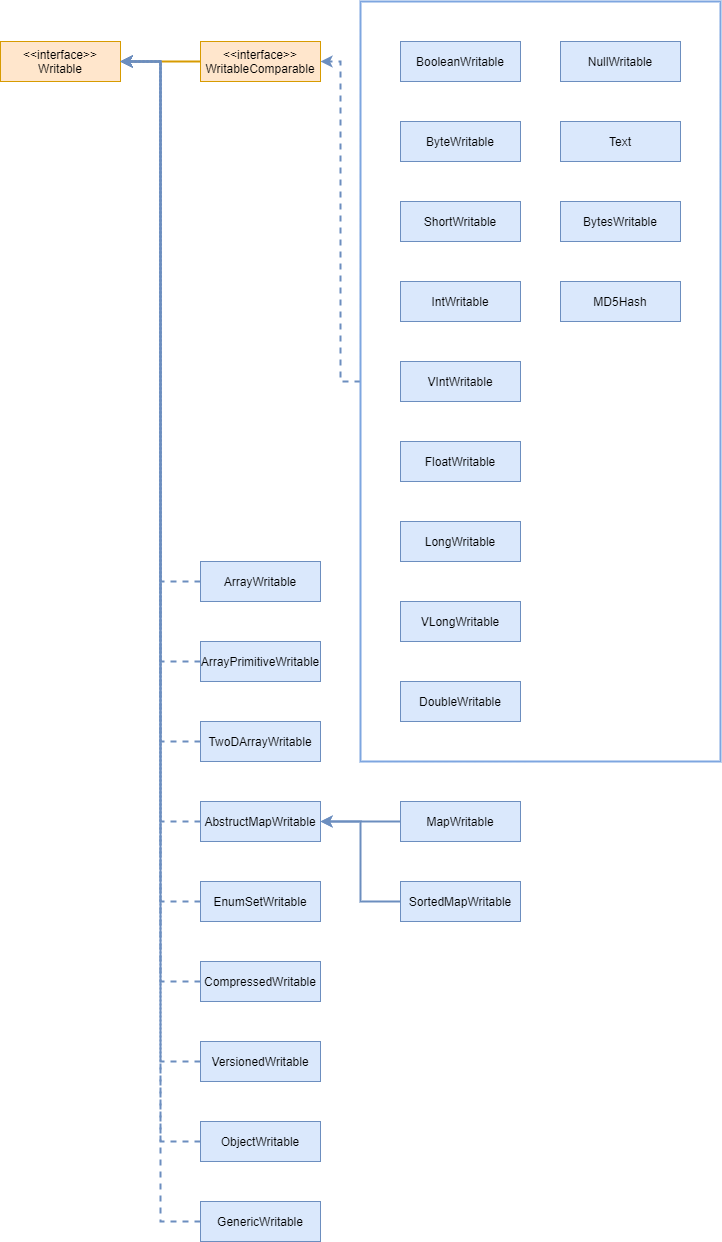 <<interface>>
Writable
<<interface>>
WritableComparable
BooleanWritable
NullWritable
ByteWritable
Text
ShortWritable
BytesWritable
IntWritable
MD5Hash
VIntWritable
FloatWritable
LongWritable
ArrayWritable
VLongWritable
ArrayPrimitiveWritable
DoubleWritable
TwoDArrayWritable
AbstructMapWritable
MapWritable
EnumSetWritable
SortedMapWritable
CompressedWritable
VersionedWritable
ObjectWritable
GenericWritable